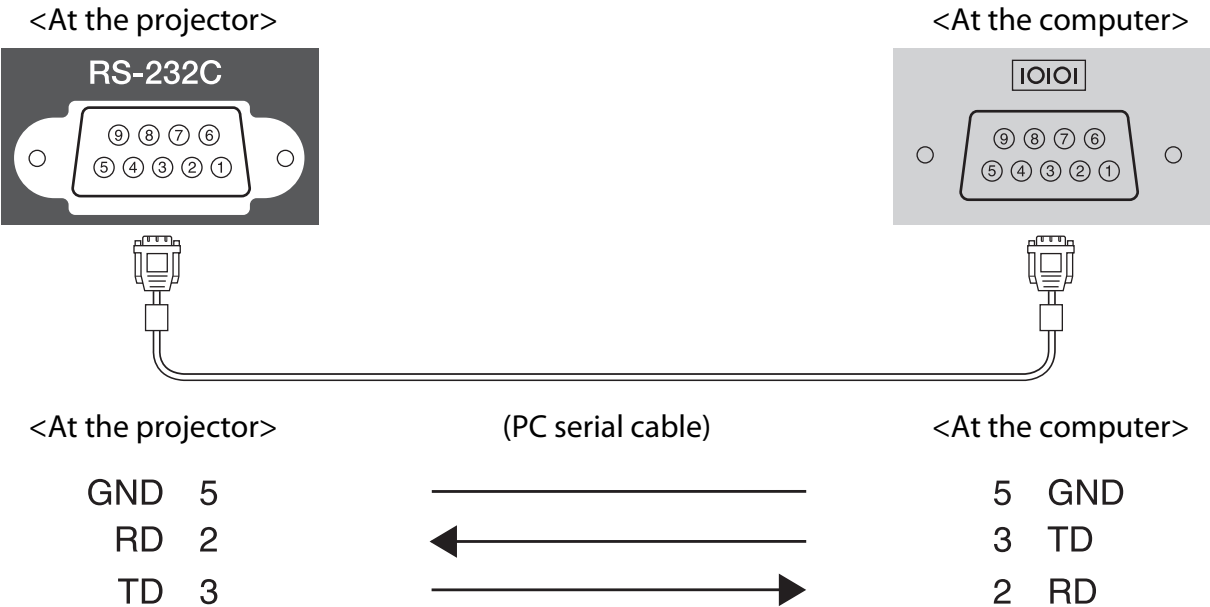 <At the projector> <At the computer>
RS-232C IOIOI
9 8 7 6 9 8 7 6
5 4 3 2 1 5 4 3 2 1
<At the projector> (PC serial cable) <At the computer>
GND 5 5 GND
RD 2 3 TD
TD 3 2 RD